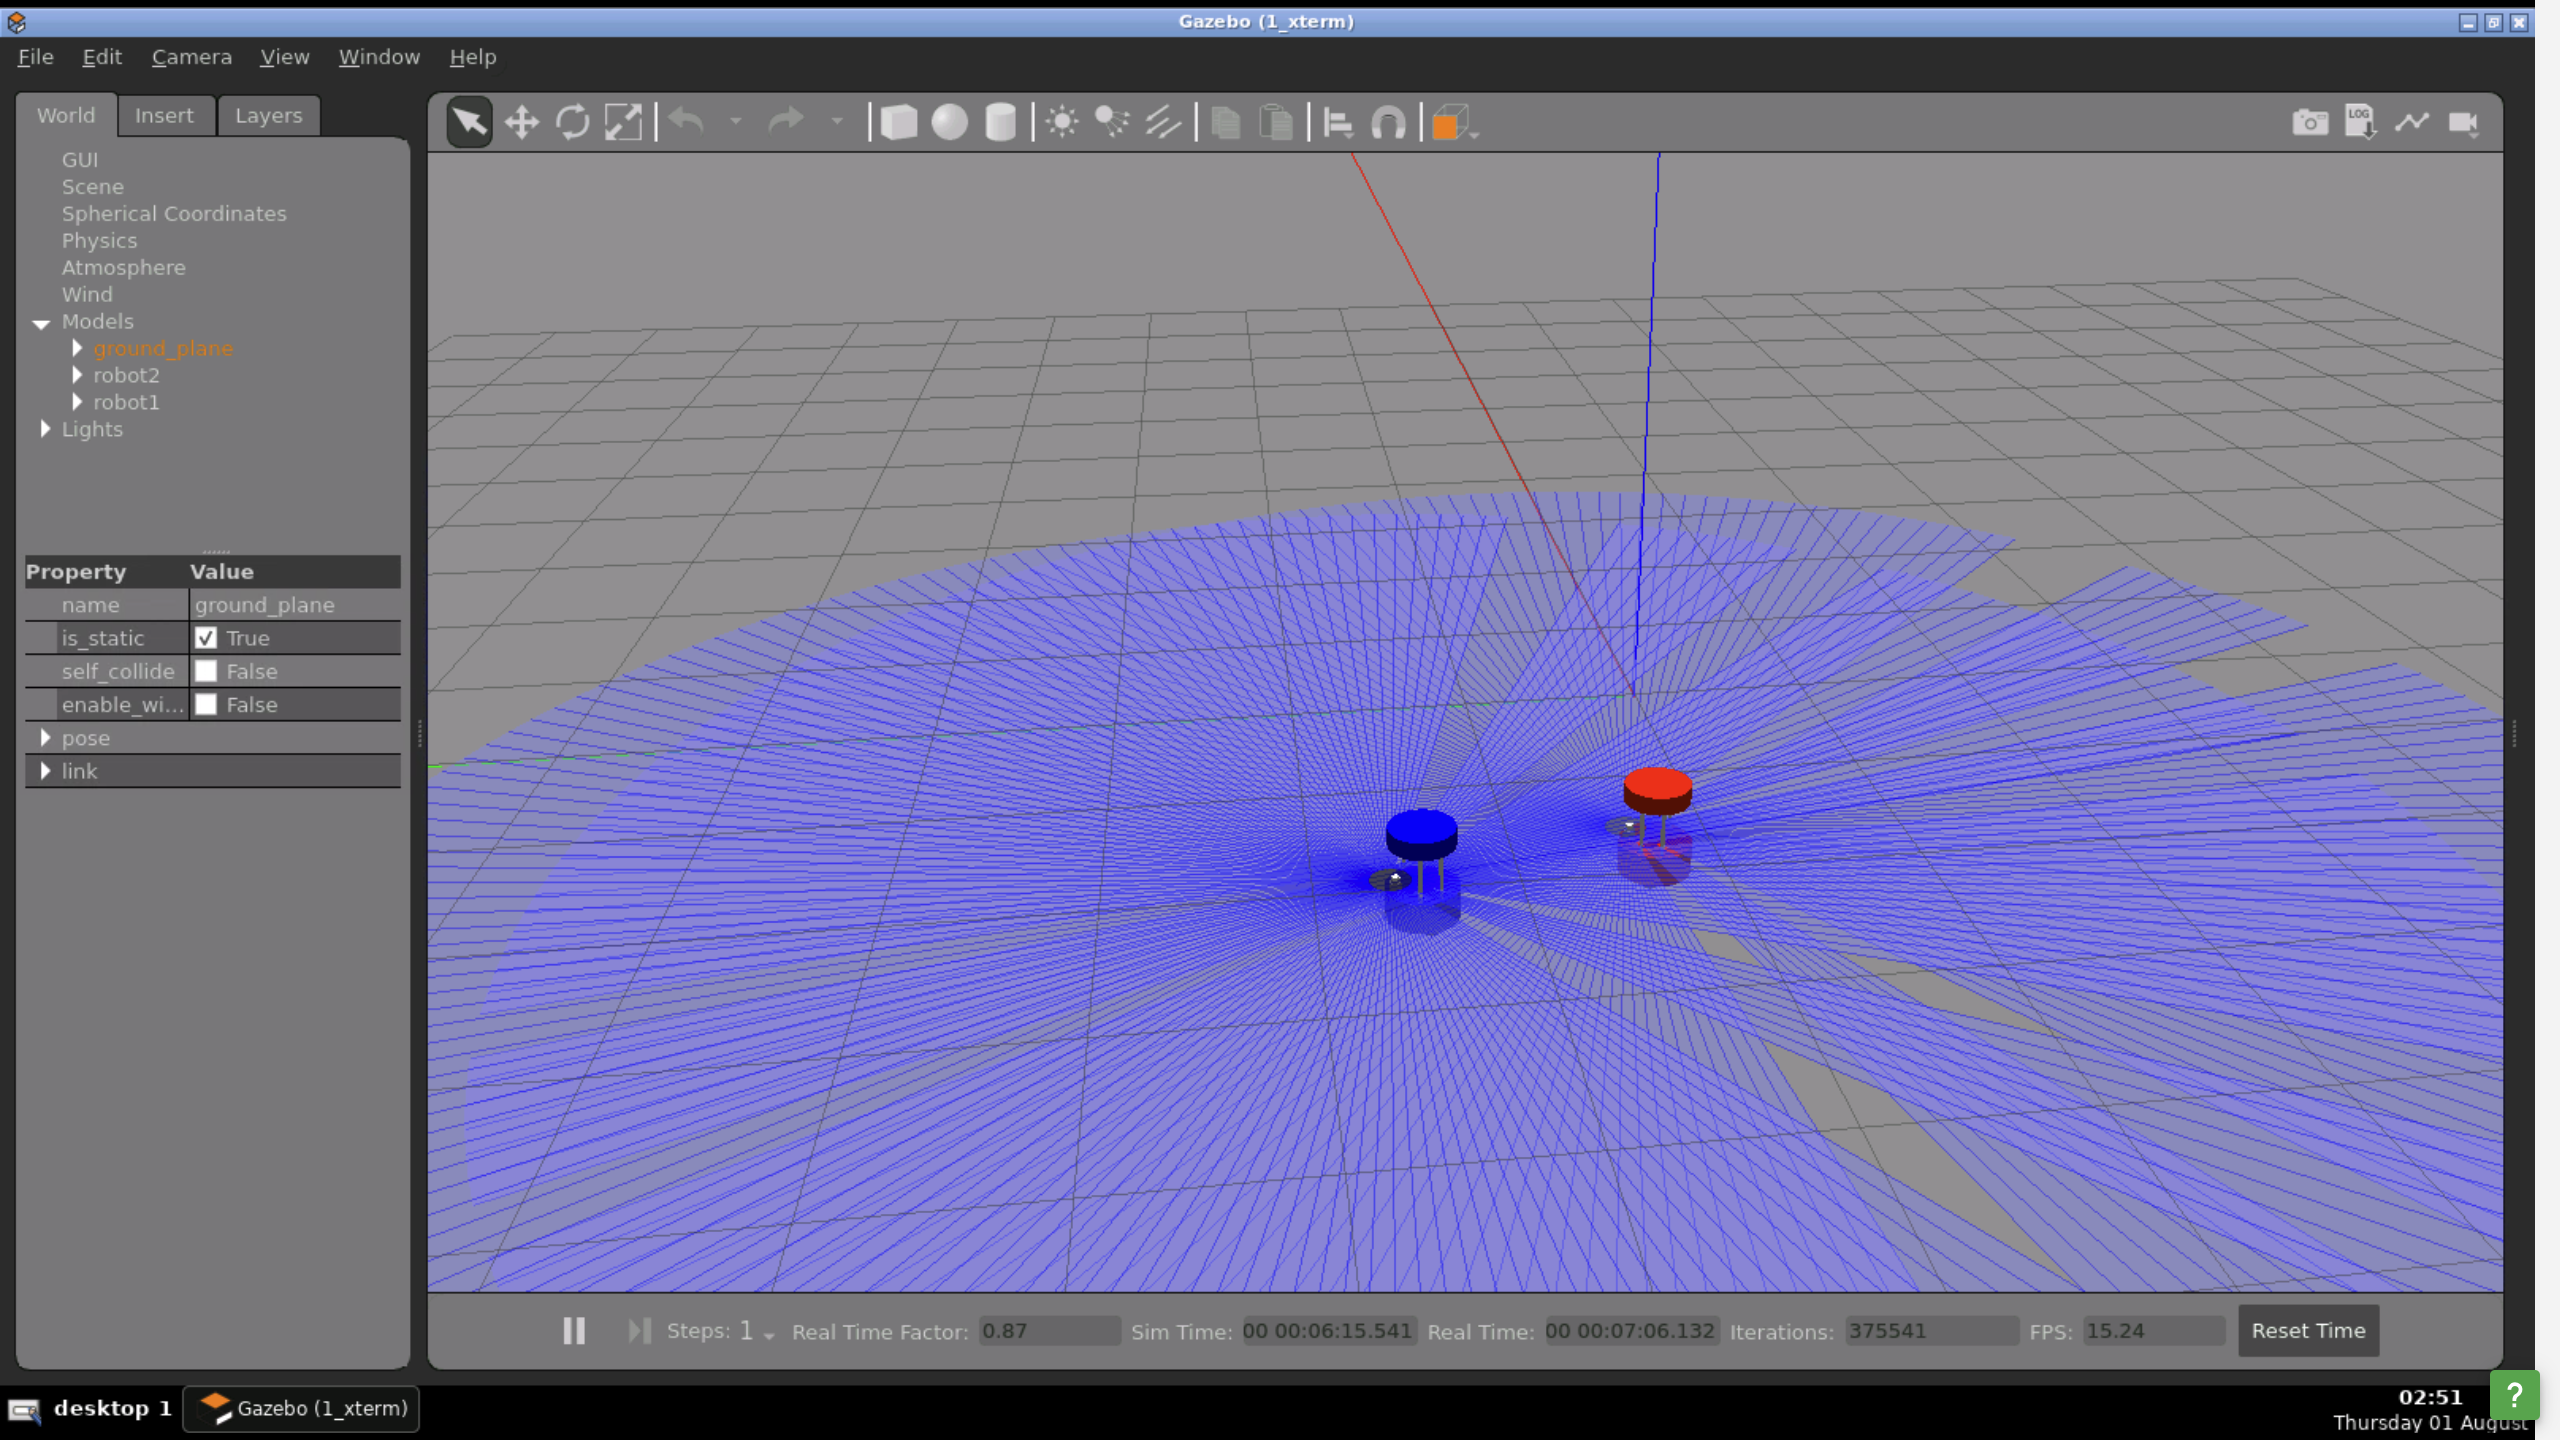 Gazebo (1_xterm)
File Edit Camera View Window Help
World Insert Layers
LOG
GUI
Scene
Spherical Coordinates
Physics
Atmosphere
Wind
Models
ground_plane
robot2
robot1
Lights
Property Value
name ground_plane
is_static True
self_collide False
enable_wi... False
pose
link
Steps: 1 Real Time Factor: 0.87 Sim Time: 00 00:06:15.541 Real Time: 00 00:07:06.132 Iterations: 375541 FPS: 15.24 Reset Time
desktop 1 Gazebo (1_xterm) 02:51 ?
Thursday 01 August